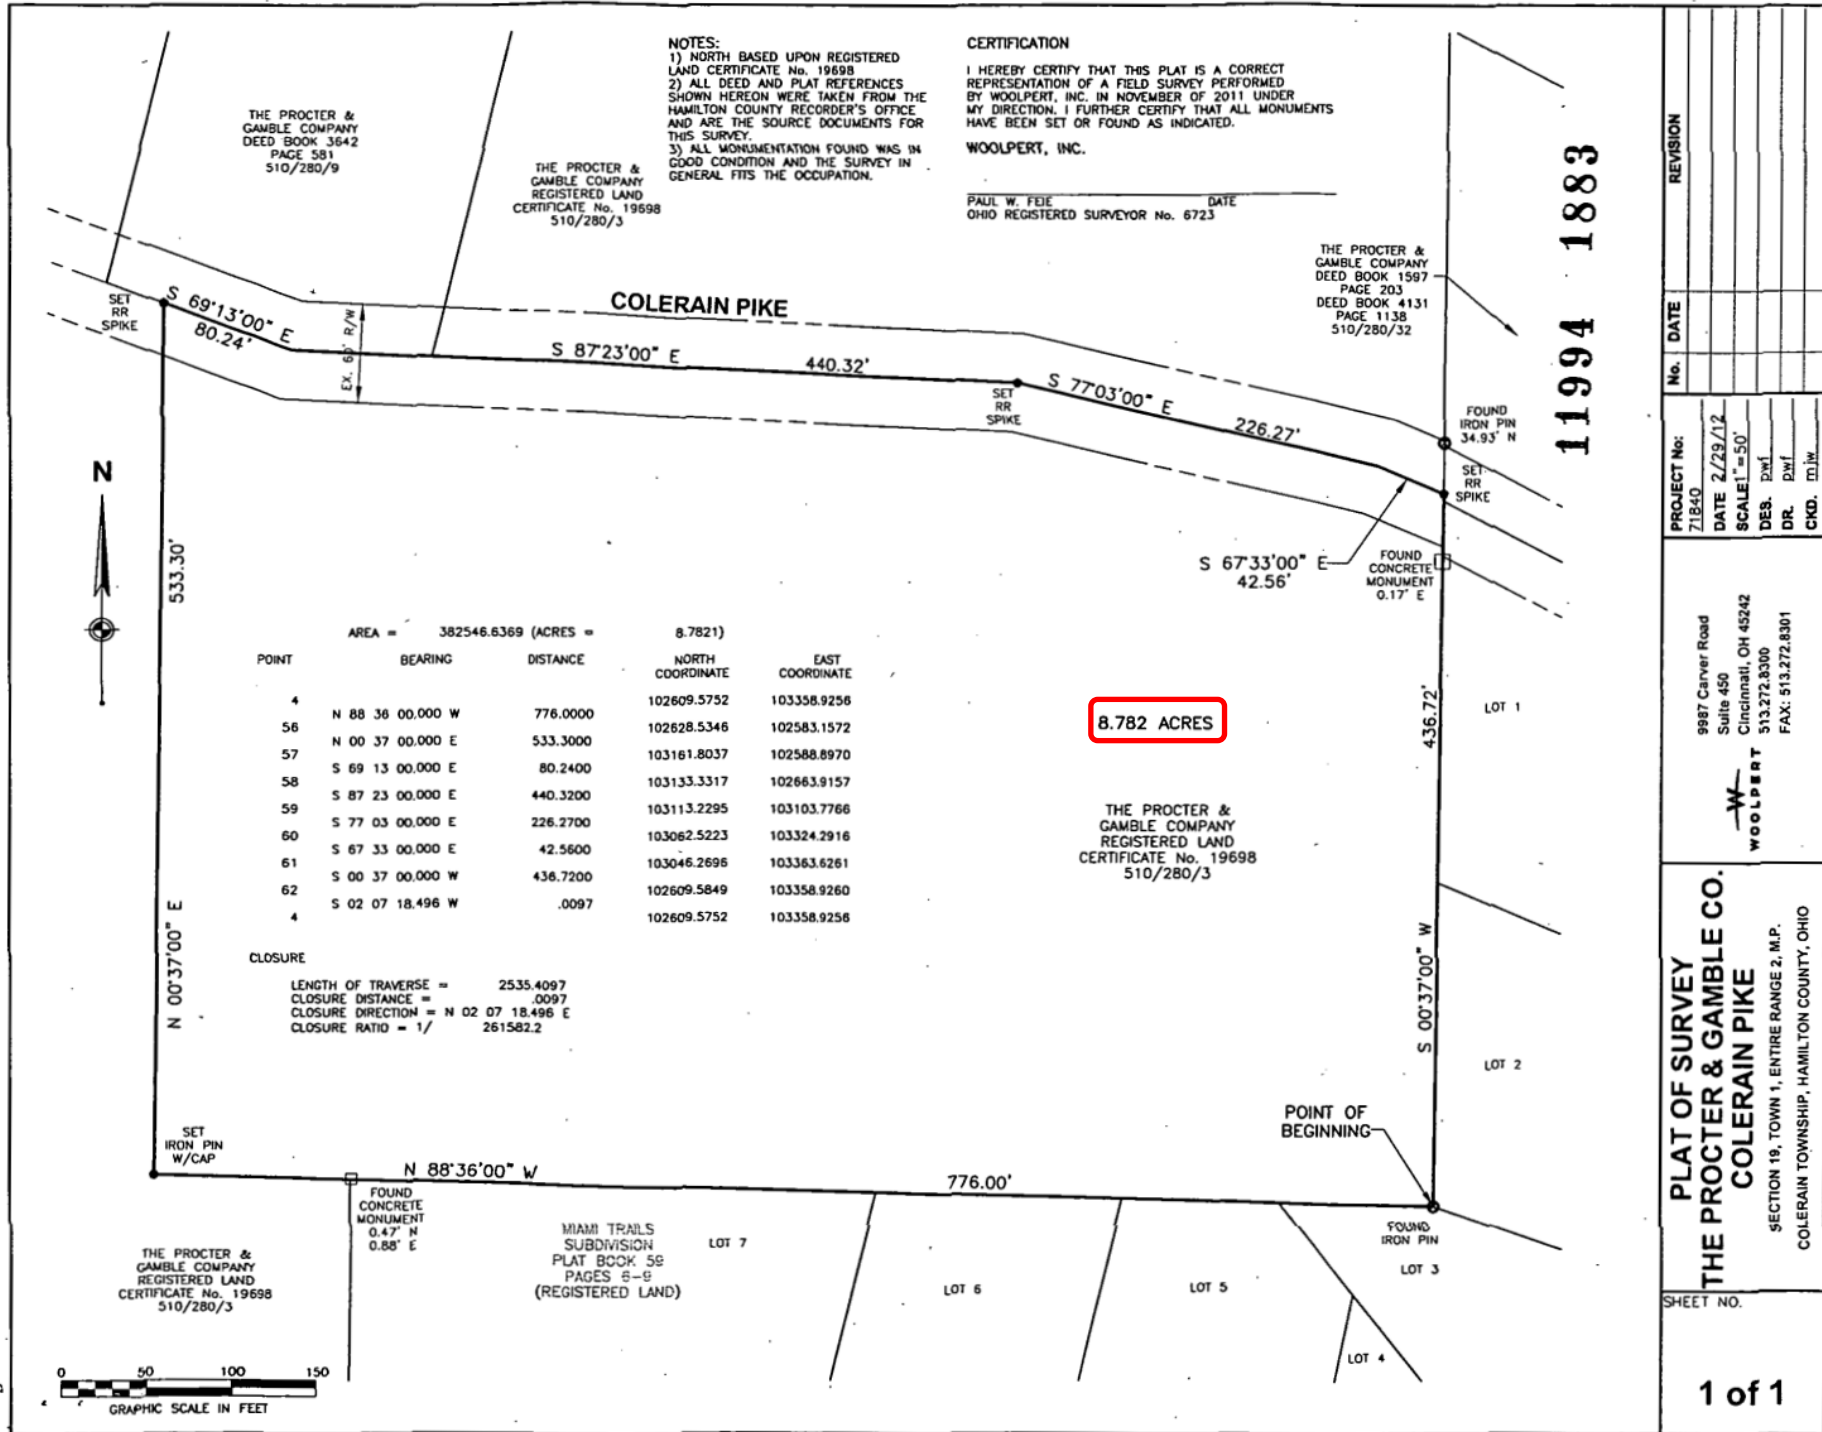 NOTES:
1) NORTH BASED UPON REGISTERED
LAND CERTIFICATE No. 19698
2) ALL DEED AND PLAT REFERENCES
SHOWN HEREON WERE TAKEN FROM THE
HAMILTON COUNTY RECORDER'S OFFICE
AND ARE THE SOURCE DOCUMENTS FOR
THIS SURVEY.
3) ALL MONUMENTATION FOUND WAS IN
GOOD CONDITION AND THE SURVEY IN
GENERAL FITS THE OCCUPATION.
CERTIFICATION
I HEREBY CERTIFY THAT THIS PLAT IS A CORRECT
REPRESENTATION OF A FIELD SURVEY PERFORMED
BY WOOLPERT, INC. IN NOVEMBER OF 2011 UNDER
MY DIRECTION. I FURTHER CERTIFY THAT ALL MONUMENTS
HAVE BEEN SET OR FOUND AS INDICATED.
WOOLPERT, INC.
PAUL W. FEIE DATE
OHIO REGISTERED SURVEYOR No. 6723
THE PROCTER &
GAMBLE COMPANY
DEED BOOK 3642
PAGE 581
510/280/9
THE PROCTER &
GAMBLE COMPANY
REGISTERED LAND
CERTIFICATE No. 19698
510/280/3
THE PROCTER &
GAMBLE COMPANY
DEED BOOK 1597
PAGE 203
DEED BOOK 4131
PAGE 1138
510/280/32
11994 1883
SET
RR
SPIKE
S 69°13'00" E
80.24'
EX. 60' R/W
COLERAIN PIKE
S 87°23'00" E 440.32'
SET
RR
SPIKE
S 77°03'00" E
226.27'
FOUND
IRON PIN
34.93' N
SET
RR
SPIKE
S 67°33'00" E
42.56'
FOUND
CONCRETE
MONUMENT
0.17' E
N
533.30'
N 00°37'00" E
AREA = 382546.6369 (ACRES = 8.7821)
POINT BEARING DISTANCE NORTH COORDINATE EAST COORDINATE
4 102609.5752 103358.9256
N 88 36 00.000 W 776.0000
56 102628.5346 102583.1572
N 00 37 00.000 E 533.3000
57 103161.8037 102588.8970
S 69 13 00.000 E 80.2400
58 103133.3317 102663.9157
S 87 23 00.000 E 440.3200
59 103113.2295 103103.7766
S 77 03 00.000 E 226.2700
60 103062.5223 103324.2916
S 67 33 00.000 E 42.5600
61 103046.2696 103363.6261
S 00 37 00.000 W 436.7200
62 102609.5849 103358.9260
S 02 07 18.496 W .0097
4 102609.5752 103358.9256
CLOSURE
LENGTH OF TRAVERSE = 2535.4097
CLOSURE DISTANCE = .0097
CLOSURE DIRECTION = N 02 07 18.496 E
CLOSURE RATIO = 1/ 261582.2
8.782 ACRES
THE PROCTER &
GAMBLE COMPANY
REGISTERED LAND
CERTIFICATE No. 19698
510/280/3
436.72'
S 00°37'00" W
LOT 1
LOT 2
POINT OF
BEGINNING
SET
IRON PIN
W/CAP
N 88°36'00" W
776.00'
FOUND
CONCRETE
MONUMENT
0.47' N
0.88' E
FOUND
IRON PIN
THE PROCTER &
GAMBLE COMPANY
REGISTERED LAND
CERTIFICATE No. 19698
510/280/3
MIAMI TRAILS
SUBDIVISION
PLAT BOOK 59
PAGES 6-9
(REGISTERED LAND)
LOT 7
LOT 6
LOT 5
LOT 3
LOT 4
0 50 100 150
GRAPHIC SCALE IN FEET
No. DATE REVISION
PROJECT No:
71840
DATE 2/29/12
SCALE 1"=50'
DES. pwf
DR. pwf
CKD. mjw
WOOLPERT
9987 Carver Road
Suite 450
Cincinnati, OH 45242
513.272.8300
FAX: 513.272.8301
PLAT OF SURVEY
THE PROCTER & GAMBLE CO.
COLERAIN PIKE
SECTION 19, TOWN 1, ENTIRE RANGE 2, M.P.
COLERAIN TOWNSHIP, HAMILTON COUNTY, OHIO
SHEET NO.
1 of 1